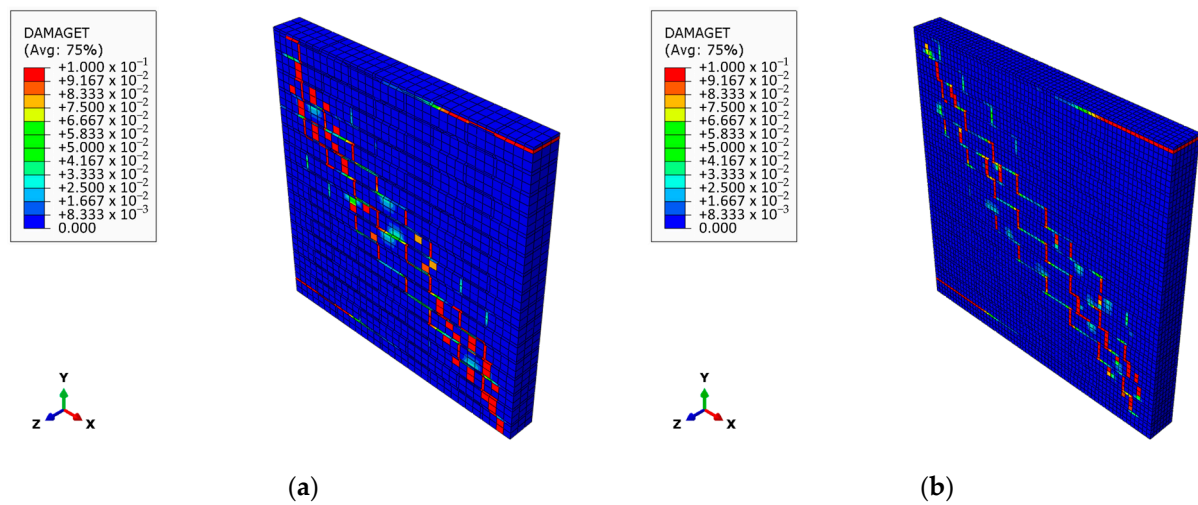 DAMAGET
(Avg: 75%)
+1.000 x 10⁻¹
+9.167 x 10⁻²
+8.333 x 10⁻²
+7.500 x 10⁻²
+6.667 x 10⁻²
+5.833 x 10⁻²
+5.000 x 10⁻²
+4.167 x 10⁻²
+3.333 x 10⁻²
+2.500 x 10⁻²
+1.667 x 10⁻²
+8.333 x 10⁻³
0.000
Y
Z X
(a)
DAMAGET
(Avg: 75%)
+1.000 x 10⁻¹
+9.167 x 10⁻²
+8.333 x 10⁻²
+7.500 x 10⁻²
+6.667 x 10⁻²
+5.833 x 10⁻²
+5.000 x 10⁻²
+4.167 x 10⁻²
+3.333 x 10⁻²
+2.500 x 10⁻²
+1.667 x 10⁻²
+8.333 x 10⁻³
0.000
Y
Z X
(b)